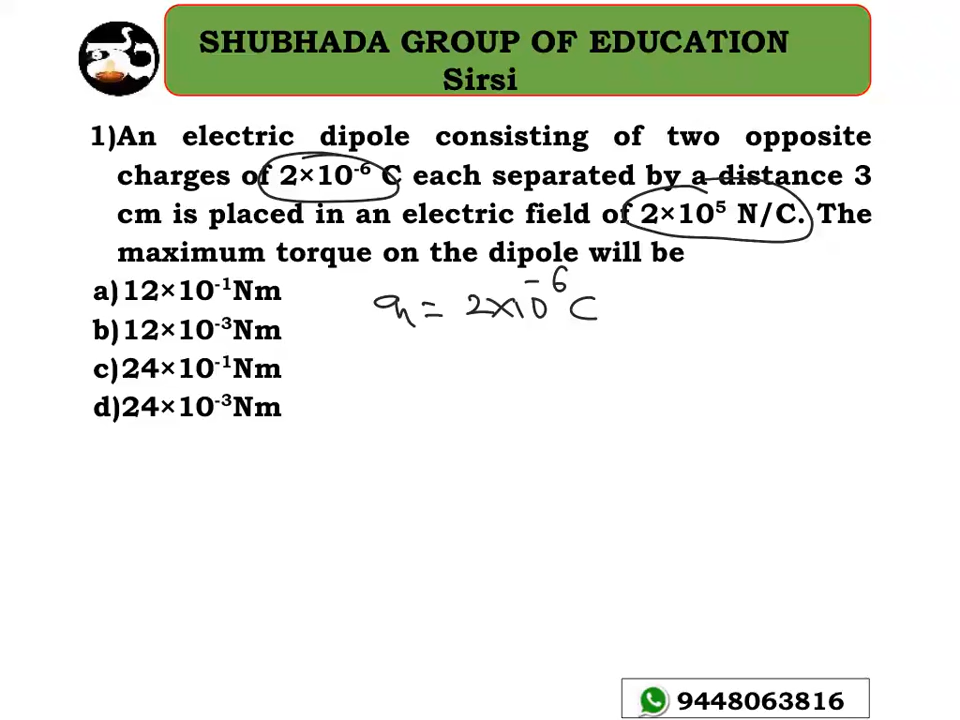 SHUBHADA GROUP OF EDUCATION
Sirsi
1)An electric dipole consisting of two opposite
charges of 2×10⁻⁶ C each separated by a distance 3
cm is placed in an electric field of 2×10⁵ N/C. The
maximum torque on the dipole will be
a)12×10⁻¹Nm
b)12×10⁻³Nm
c)24×10⁻¹Nm
d)24×10⁻³Nm
q = 2×10⁻⁶ C
9448063816